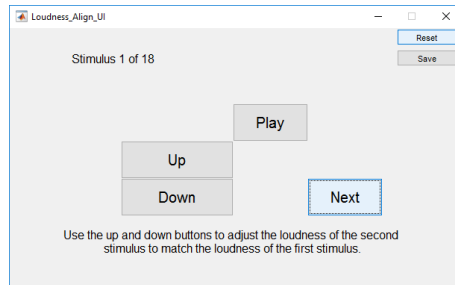 Loudness_Align_UI
Reset
Stimulus 1 of 18
Save
Play
Up
Down
Next
Use the up and down buttons to adjust the loudness of the second
stimulus to match the loudness of the first stimulus.